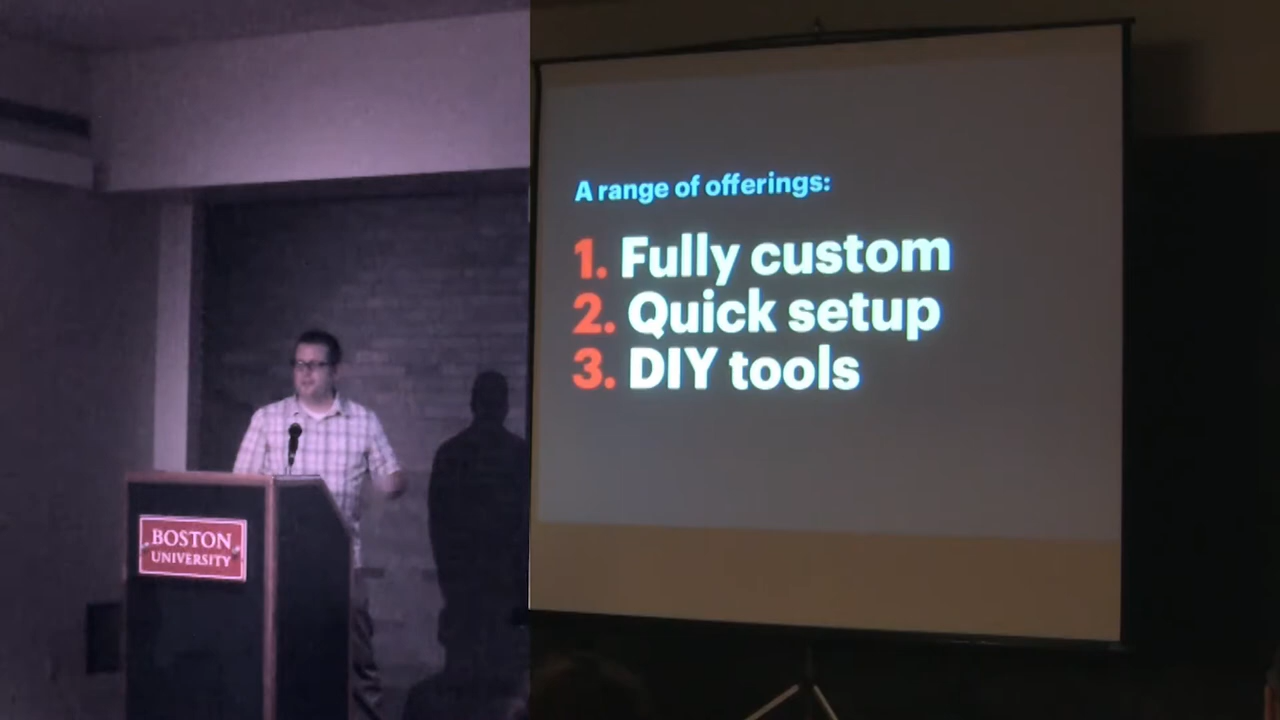 BOSTON
UNIVERSITY
A range of offerings:
1. Fully custom
2. Quick setup
3. DIY tools